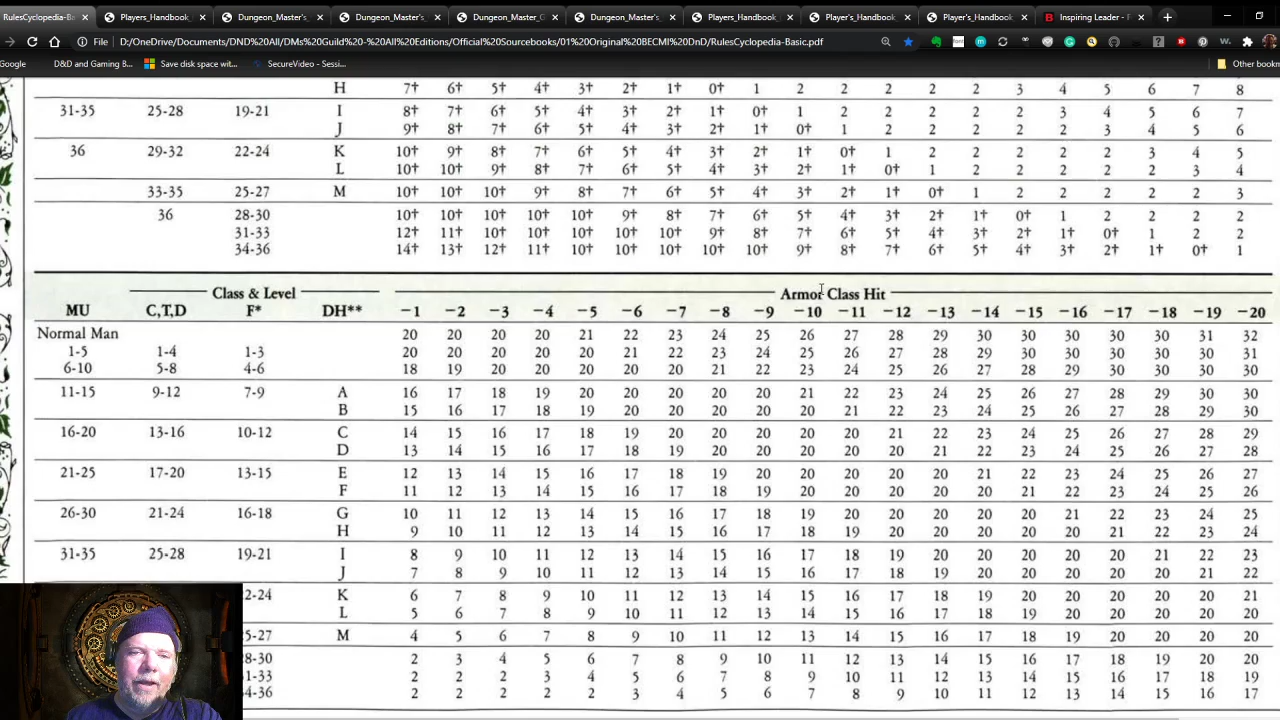 RulesCyclopedia-Ba
Players_Handbook_
Dungeon_Master's_
Dungeon_Master's_
Dungeon_Master_G
Dungeon_Master's_
Players_Handbook_
Player's_Handbook_
Player's_Handbook_
Inspiring Leader - F
File D:/OneDrive/Documents/DND%20All/DMs%20Guild%20-%20All%20Editions/Official%20Sourcebooks/01%20Original%20BECMI%20DnD/RulesCyclopedia-Basic.pdf
Google D&D and Gaming B... Save disk space wit... SecureVideo - Sessi... Other bookm
H 7† 6† 5† 4† 3† 2† 1† 0† 1 2 2 2 2 2 3 4 5 6 7 8
31-35 25-28 19-21 I 8† 7† 6† 5† 4† 3† 2† 1† 0† 1 2 2 2 2 2 3 4 5 6 7
J 9† 8† 7† 6† 5† 4† 3† 2† 1† 0† 1 2 2 2 2 2 3 4 5 6
36 29-32 22-24 K 10† 9† 8† 7† 6† 5† 4† 3† 2† 1† 0† 1 2 2 2 2 2 3 4 5
L 10† 10† 9† 8† 7† 6† 5† 4† 3† 2† 1† 0† 1 2 2 2 2 2 3 4
33-35 25-27 M 10† 10† 10† 9† 8† 7† 6† 5† 4† 3† 2† 1† 0† 1 2 2 2 2 2 3
36 28-30 10† 10† 10† 10† 10† 9† 8† 7† 6† 5† 4† 3† 2† 1† 0† 1 2 2 2 2
31-33 12† 11† 10† 10† 10† 10† 10† 9† 8† 7† 6† 5† 4† 3† 2† 1† 0† 1 2 2
34-36 14† 13† 12† 11† 10† 10† 10† 10† 10† 9† 8† 7† 6† 5† 4† 3† 2† 1† 0† 1
Class & Level Armor Class Hit
MU C,T,D F* DH** −1 −2 −3 −4 −5 −6 −7 −8 −9 −10 −11 −12 −13 −14 −15 −16 −17 −18 −19 −20
Normal Man 20 20 20 20 21 22 23 24 25 26 27 28 29 30 30 30 30 30 31 32
1-5 1-4 1-3 20 20 20 20 20 21 22 23 24 25 26 27 28 29 30 30 30 30 30 31
6-10 5-8 4-6 18 19 20 20 20 20 20 21 22 23 24 25 26 27 28 29 30 30 30 30
11-15 9-12 7-9 A 16 17 18 19 20 20 20 20 20 21 22 23 24 25 26 27 28 29 30 30
B 15 16 17 18 19 20 20 20 20 20 21 22 23 24 25 26 27 28 29 30
16-20 13-16 10-12 C 14 15 16 17 18 19 20 20 20 20 20 21 22 23 24 25 26 27 28 29
D 13 14 15 16 17 18 19 20 20 20 20 20 21 22 23 24 25 26 27 28
21-25 17-20 13-15 E 12 13 14 15 16 17 18 19 20 20 20 20 20 21 22 23 24 25 26 27
F 11 12 13 14 15 16 17 18 19 20 20 20 20 20 21 22 23 24 25 26
26-30 21-24 16-18 G 10 11 12 13 14 15 16 17 18 19 20 20 20 20 20 21 22 23 24 25
H 9 10 11 12 13 14 15 16 17 18 19 20 20 20 20 20 21 22 23 24
31-35 25-28 19-21 I 8 9 10 11 12 13 14 15 16 17 18 19 20 20 20 20 20 21 22 23
J 7 8 9 10 11 12 13 14 15 16 17 18 19 20 20 20 20 20 21 22
2-24 K 6 7 8 9 10 11 12 13 14 15 16 17 18 19 20 20 20 20 20 21
L 5 6 7 8 9 10 11 12 13 14 15 16 17 18 19 20 20 20 20 20
5-27 M 4 5 6 7 8 9 10 11 12 13 14 15 16 17 18 19 20 20 20 20
8-30 2 3 4 5 6 7 8 9 10 11 12 13 14 15 16 17 18 19 20 20
1-33 2 2 2 3 4 5 6 7 8 9 10 11 12 13 14 15 16 17 18 19
4-36 2 2 2 2 2 3 4 5 6 7 8 9 10 11 12 13 14 15 16 17